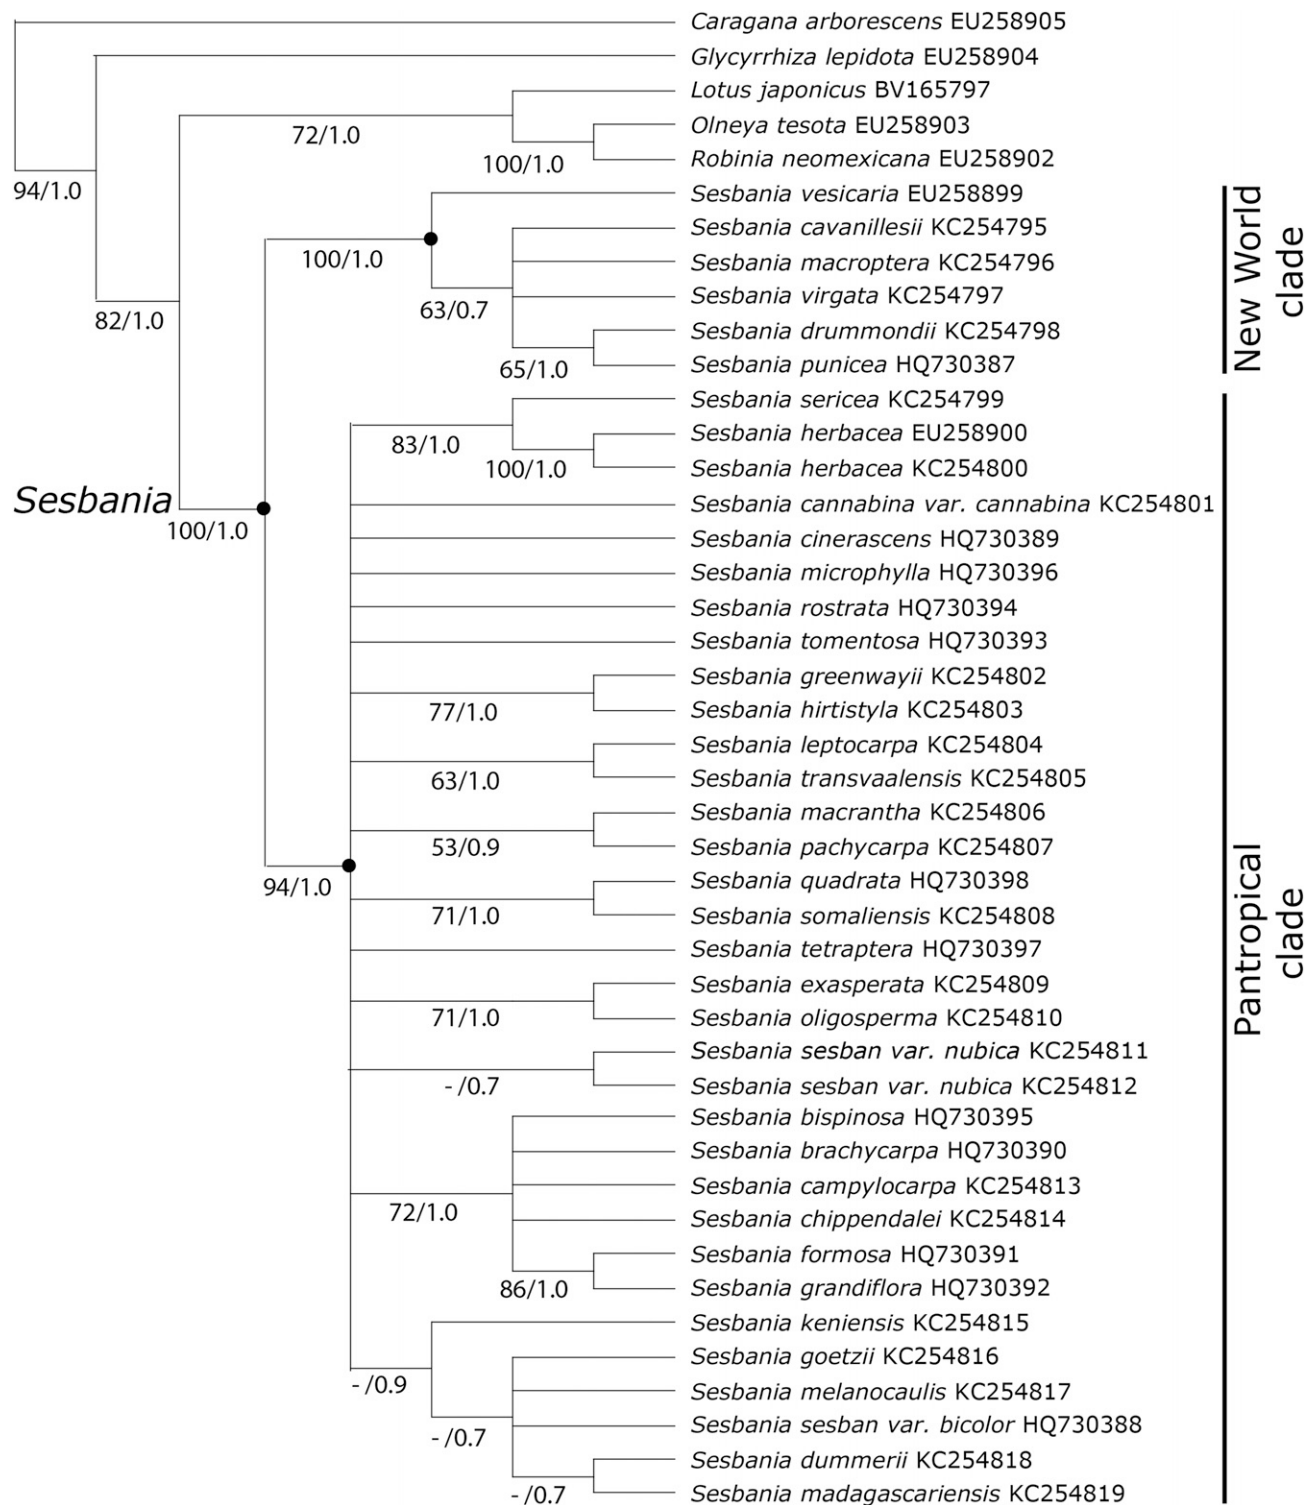 Caragana arborescens EU258905
Glycyrrhiza lepidota EU258904
Lotus japonicus BV165797
72/1.0
Olneya tesota EU258903
100/1.0
Robinia neomexicana EU258902
94/1.0
Sesbania vesicaria EU258899
Sesbania cavanillesii KC254795
100/1.0
Sesbania macroptera KC254796
Sesbania virgata KC254797
63/0.7
82/1.0
Sesbania drummondii KC254798
Sesbania punicea HQ730387
65/1.0
New World
clade
Sesbania sericea KC254799
Sesbania herbacea EU258900
83/1.0
Sesbania herbacea KC254800
100/1.0
Sesbania
100/1.0
Sesbania cannabina var. cannabina KC254801
Sesbania cinerascens HQ730389
Sesbania microphylla HQ730396
Sesbania rostrata HQ730394
Sesbania tomentosa HQ730393
Sesbania greenwayii KC254802
Sesbania hirtistyla KC254803
77/1.0
Sesbania leptocarpa KC254804
Sesbania transvaalensis KC254805
63/1.0
Sesbania macrantha KC254806
Sesbania pachycarpa KC254807
53/0.9
94/1.0
Sesbania quadrata HQ730398
Sesbania somaliensis KC254808
71/1.0
Sesbania tetraptera HQ730397
Pantropical
clade
Sesbania exasperata KC254809
Sesbania oligosperma KC254810
71/1.0
Sesbania sesban var. nubica KC254811
Sesbania sesban var. nubica KC254812
- /0.7
Sesbania bispinosa HQ730395
Sesbania brachycarpa HQ730390
Sesbania campylocarpa KC254813
72/1.0
Sesbania chippendalei KC254814
Sesbania formosa HQ730391
Sesbania grandiflora HQ730392
86/1.0
Sesbania keniensis KC254815
Sesbania goetzii KC254816
- /0.9
Sesbania melanocaulis KC254817
Sesbania sesban var. bicolor HQ730388
- /0.7
Sesbania dummerii KC254818
Sesbania madagascariensis KC254819
- /0.7